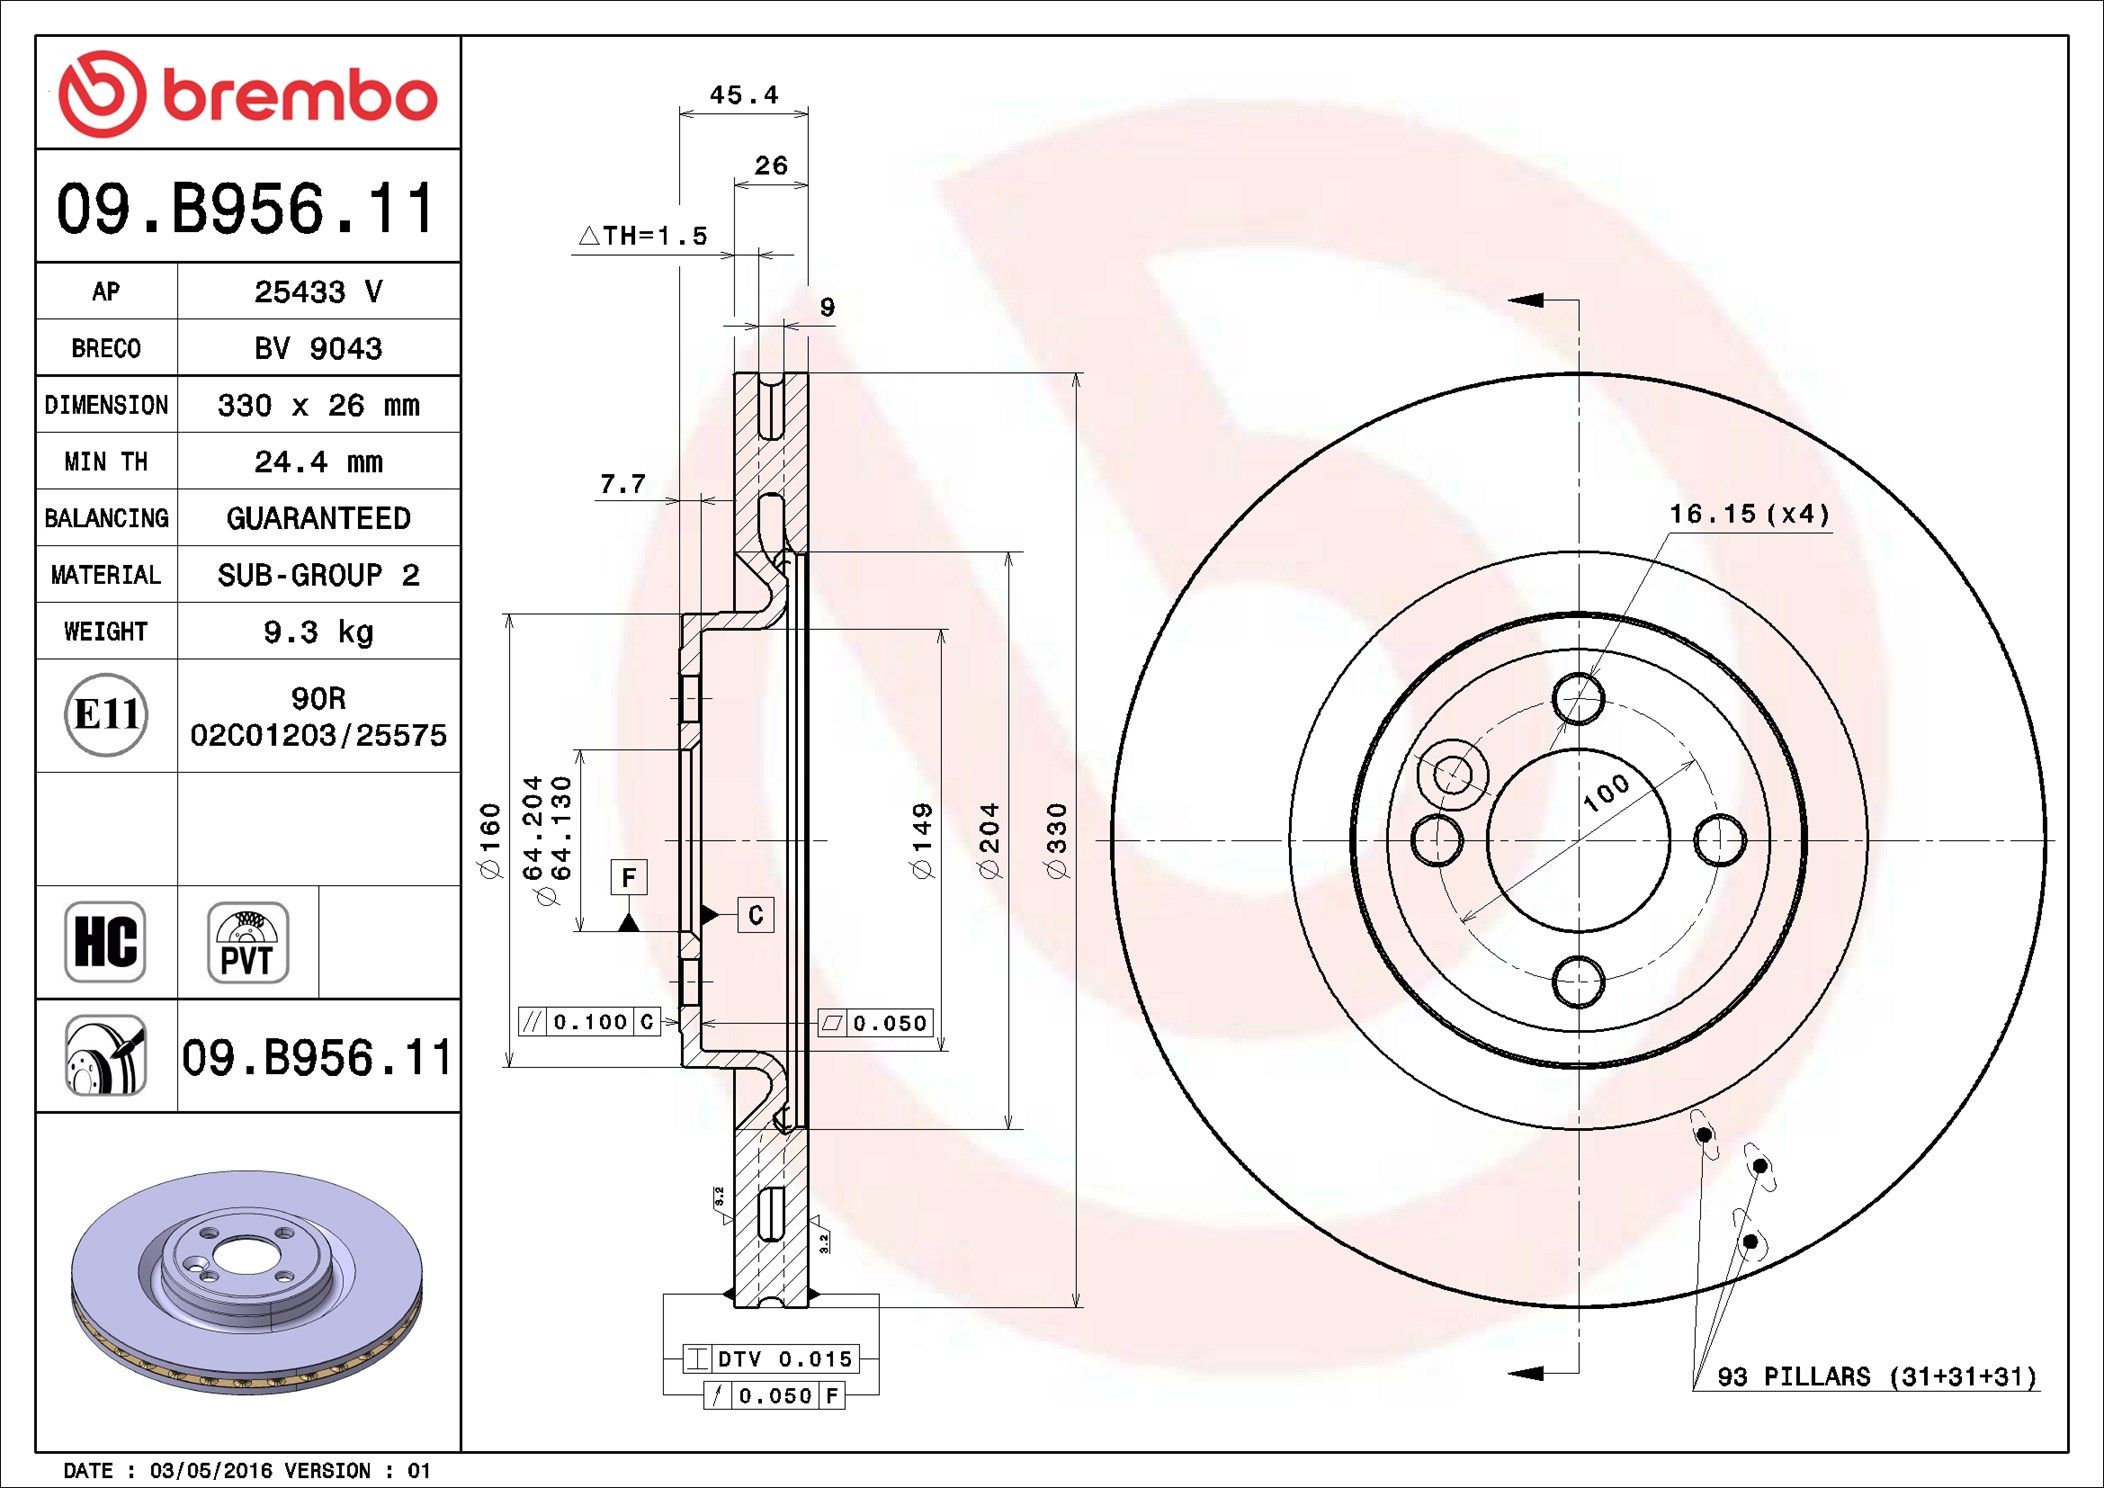 brembo
09.B956.11
AP 25433 V
BRECO BV 9043
DIMENSION 330 x 26 mm
MIN TH 24.4 mm
BALANCING GUARANTEED
MATERIAL SUB-GROUP 2
WEIGHT 9.3 kg
E11 90R
02C01203/25575
HC PVT
09.B956.11
DATE : 03/05/2016 VERSION : 01
45.4
26
△TH=1.5
9
7.7
⌀160
⌀ 64.204
64.130
F
C
⌀149
⌀204
⌀330
// 0.100 C
⏥ 0.050
3.2
3.2
DTV 0.015
0.050 F
16.15(x4)
100
93 PILLARS (31+31+31)